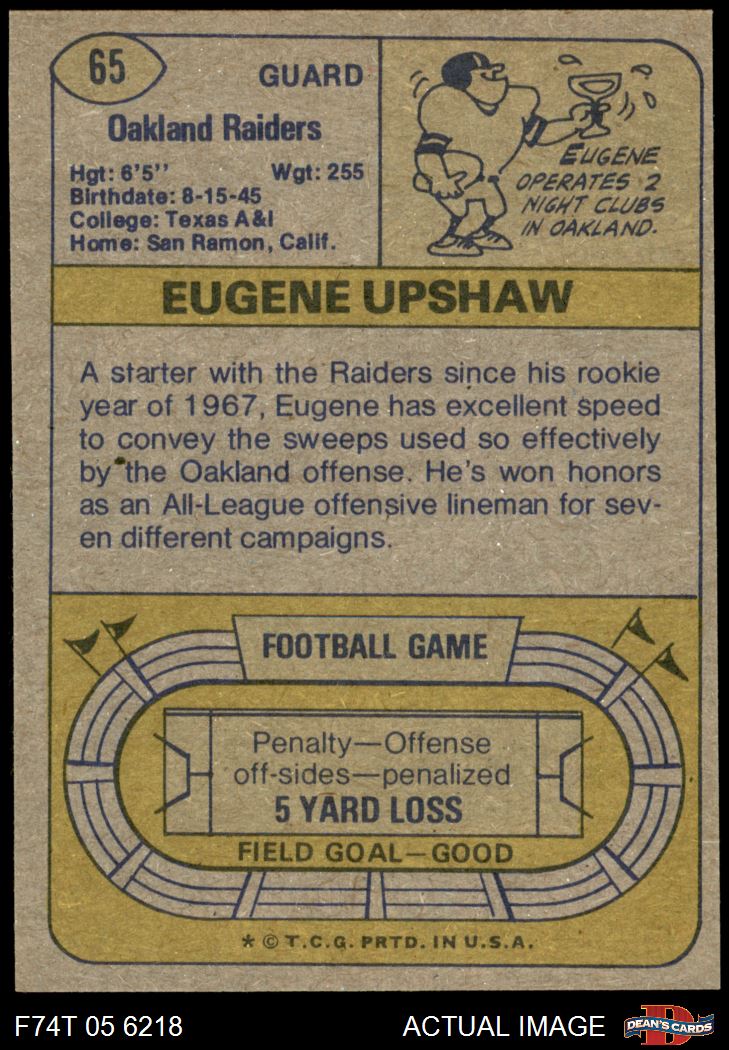 65
GUARD
Oakland Raiders
Hgt: 6'5'' Wgt: 255
Birthdate: 8-15-45
College: Texas A&I
Home: San Ramon, Calif.
EUGENE
OPERATES 2
NIGHT CLUBS
IN OAKLAND.
EUGENE UPSHAW
A starter with the Raiders since his rookie
year of 1967, Eugene has excellent speed
to convey the sweeps used so effectively
by the Oakland offense. He's won honors
as an All-League offensive lineman for sev-
en different campaigns.
FOOTBALL GAME
Penalty—Offense
off-sides—penalized
5 YARD LOSS
FIELD GOAL—GOOD
* © T.C.G. PRTD. IN U.S.A.
F74T 05 6218 ACTUAL IMAGE
D
DEAN'S CARDS